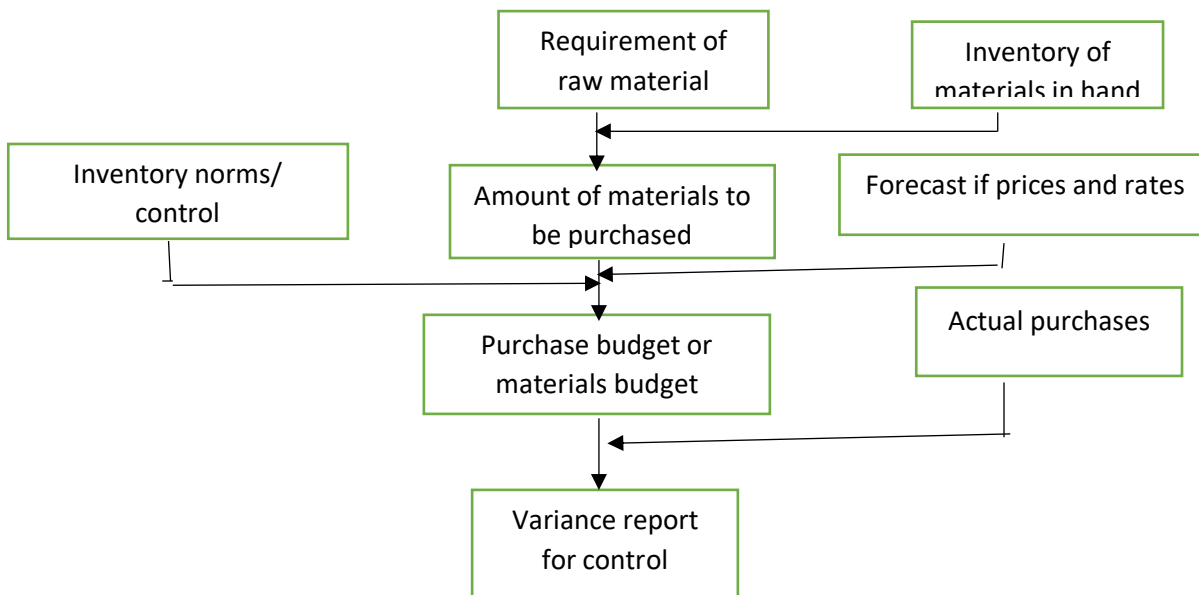 Requirement of
raw material
Inventory of
materials in hand
Inventory norms/
control
Amount of materials to
be purchased
Forecast if prices and rates
Purchase budget or
materials budget
Actual purchases
Variance report
for control